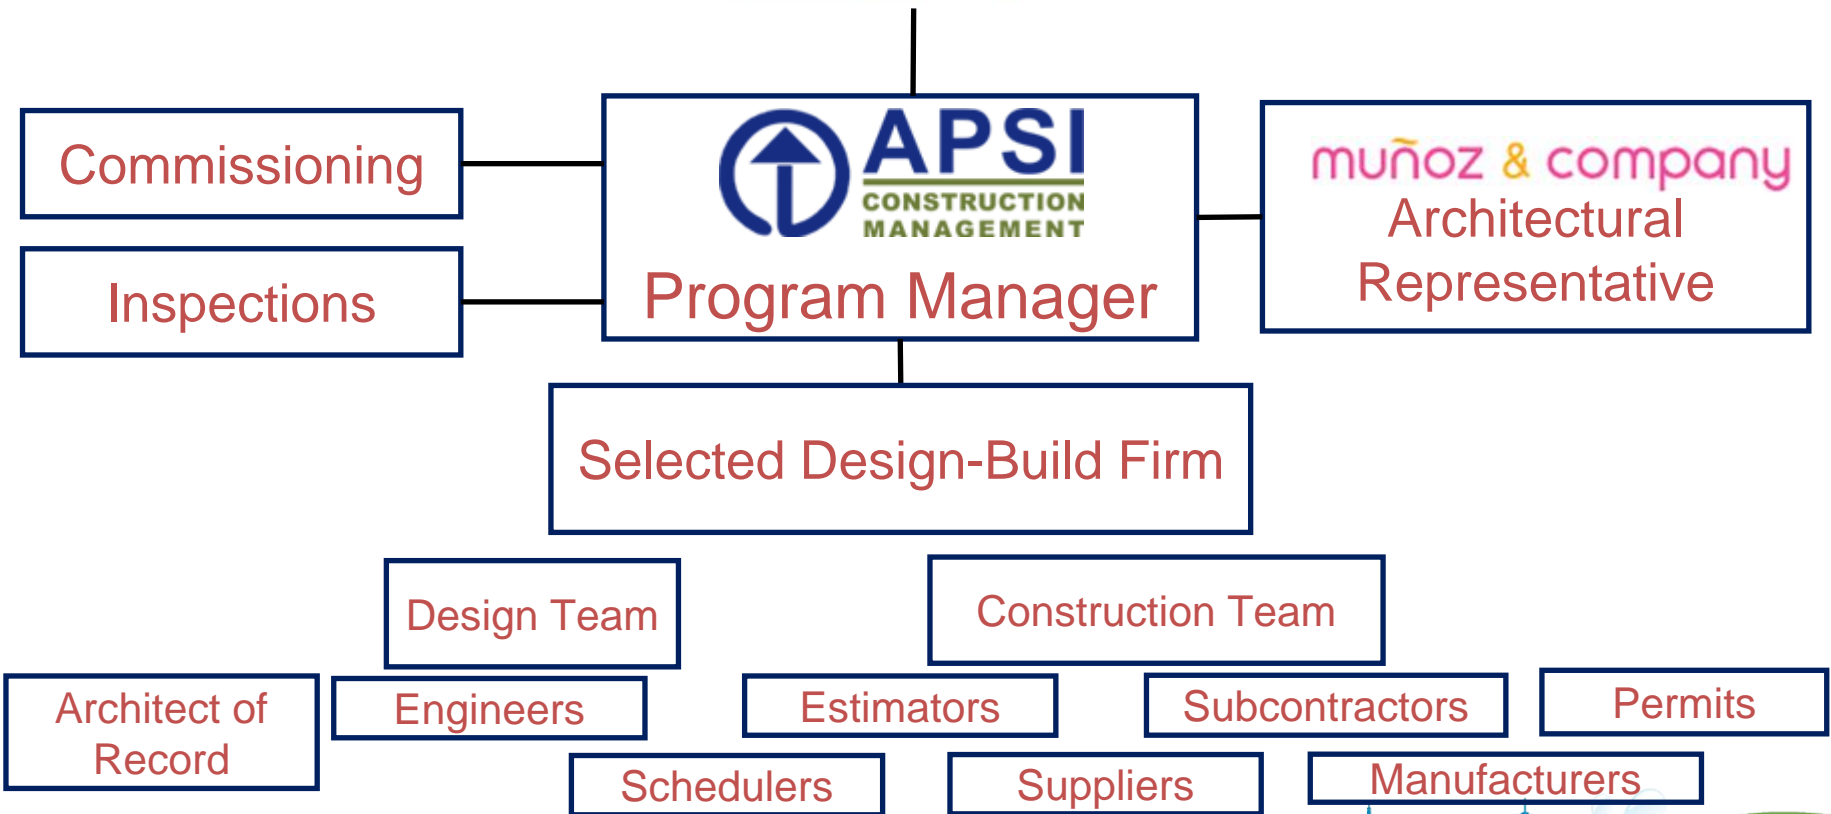 Commissioning
Inspections
APSI
CONSTRUCTION
MANAGEMENT
Program Manager
muñoz & company
Architectural
Representative
Selected Design-Build Firm
Design Team
Construction Team
Architect of
Record
Engineers
Estimators
Subcontractors
Permits
Schedulers
Suppliers
Manufacturers